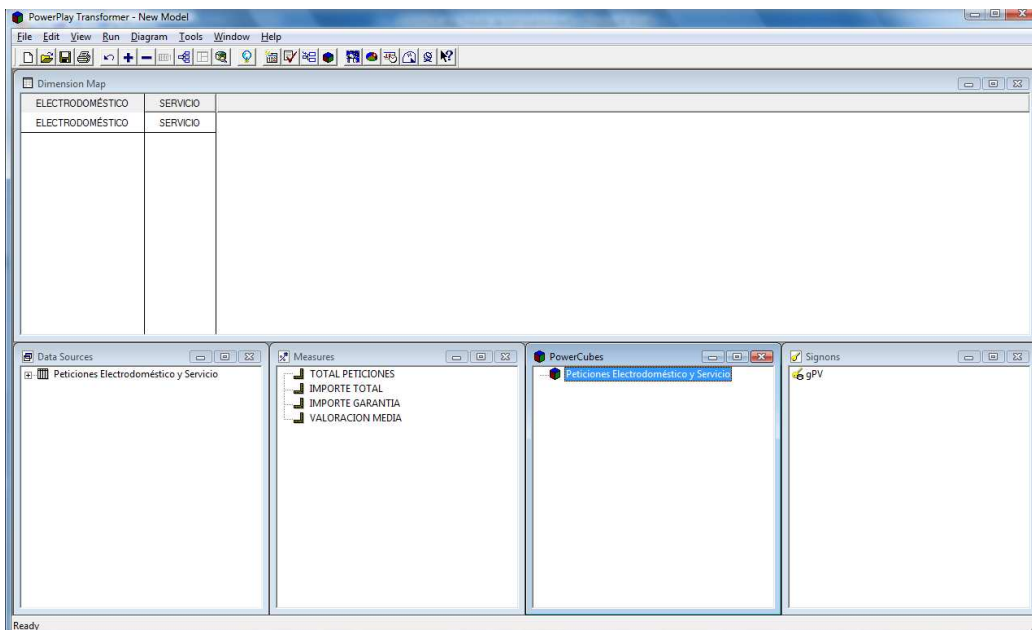 PowerPlay Transformer - New Model
File Edit View Run Diagram Tools Window Help
Dimension Map
ELECTRODOMÉSTICO SERVICIO
ELECTRODOMÉSTICO SERVICIO
Data Sources
Peticiones Electrodoméstico y Servicio
Measures
TOTAL PETICIONES
IMPORTE TOTAL
IMPORTE GARANTIA
VALORACION MEDIA
PowerCubes
Peticiones Electrodoméstico y Servicio
Signons
gPV
Ready